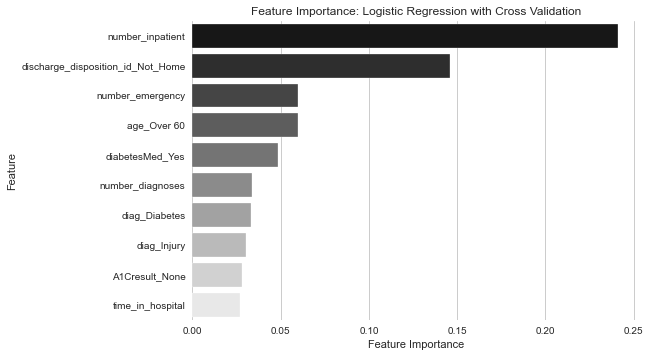 Feature Importance: Logistic Regression with Cross Validation
number_inpatient
discharge_disposition_id_Not_Home
number_emergency
age_Over 60
diabetesMed_Yes
number_diagnoses
diag_Diabetes
diag_Injury
A1Cresult_None
time_in_hospital
Feature
0.00 0.05 0.10 0.15 0.20 0.25
Feature Importance